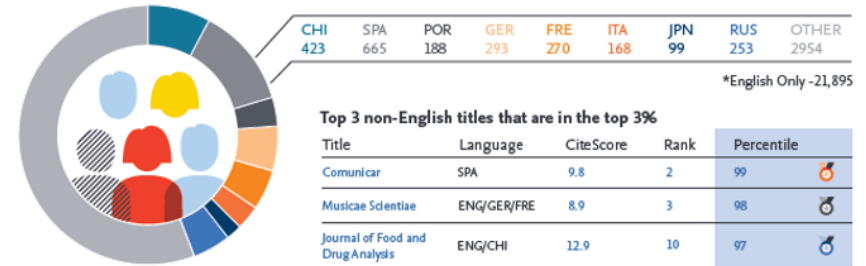 CHI SPA POR GER FRE ITA JPN RUS OTHER
423 665 188 293 270 168 99 253 2954
*English Only -21,895
Top 3 non-English titles that are in the top 3%
Title Language CiteScore Rank Percentile
Comunicar SPA 9.8 2 99
Musicae Scientiae ENG/GER/FRE 8.9 3 98
Journal of Food and
Drug Analysis ENG/CHI 12.9 10 97